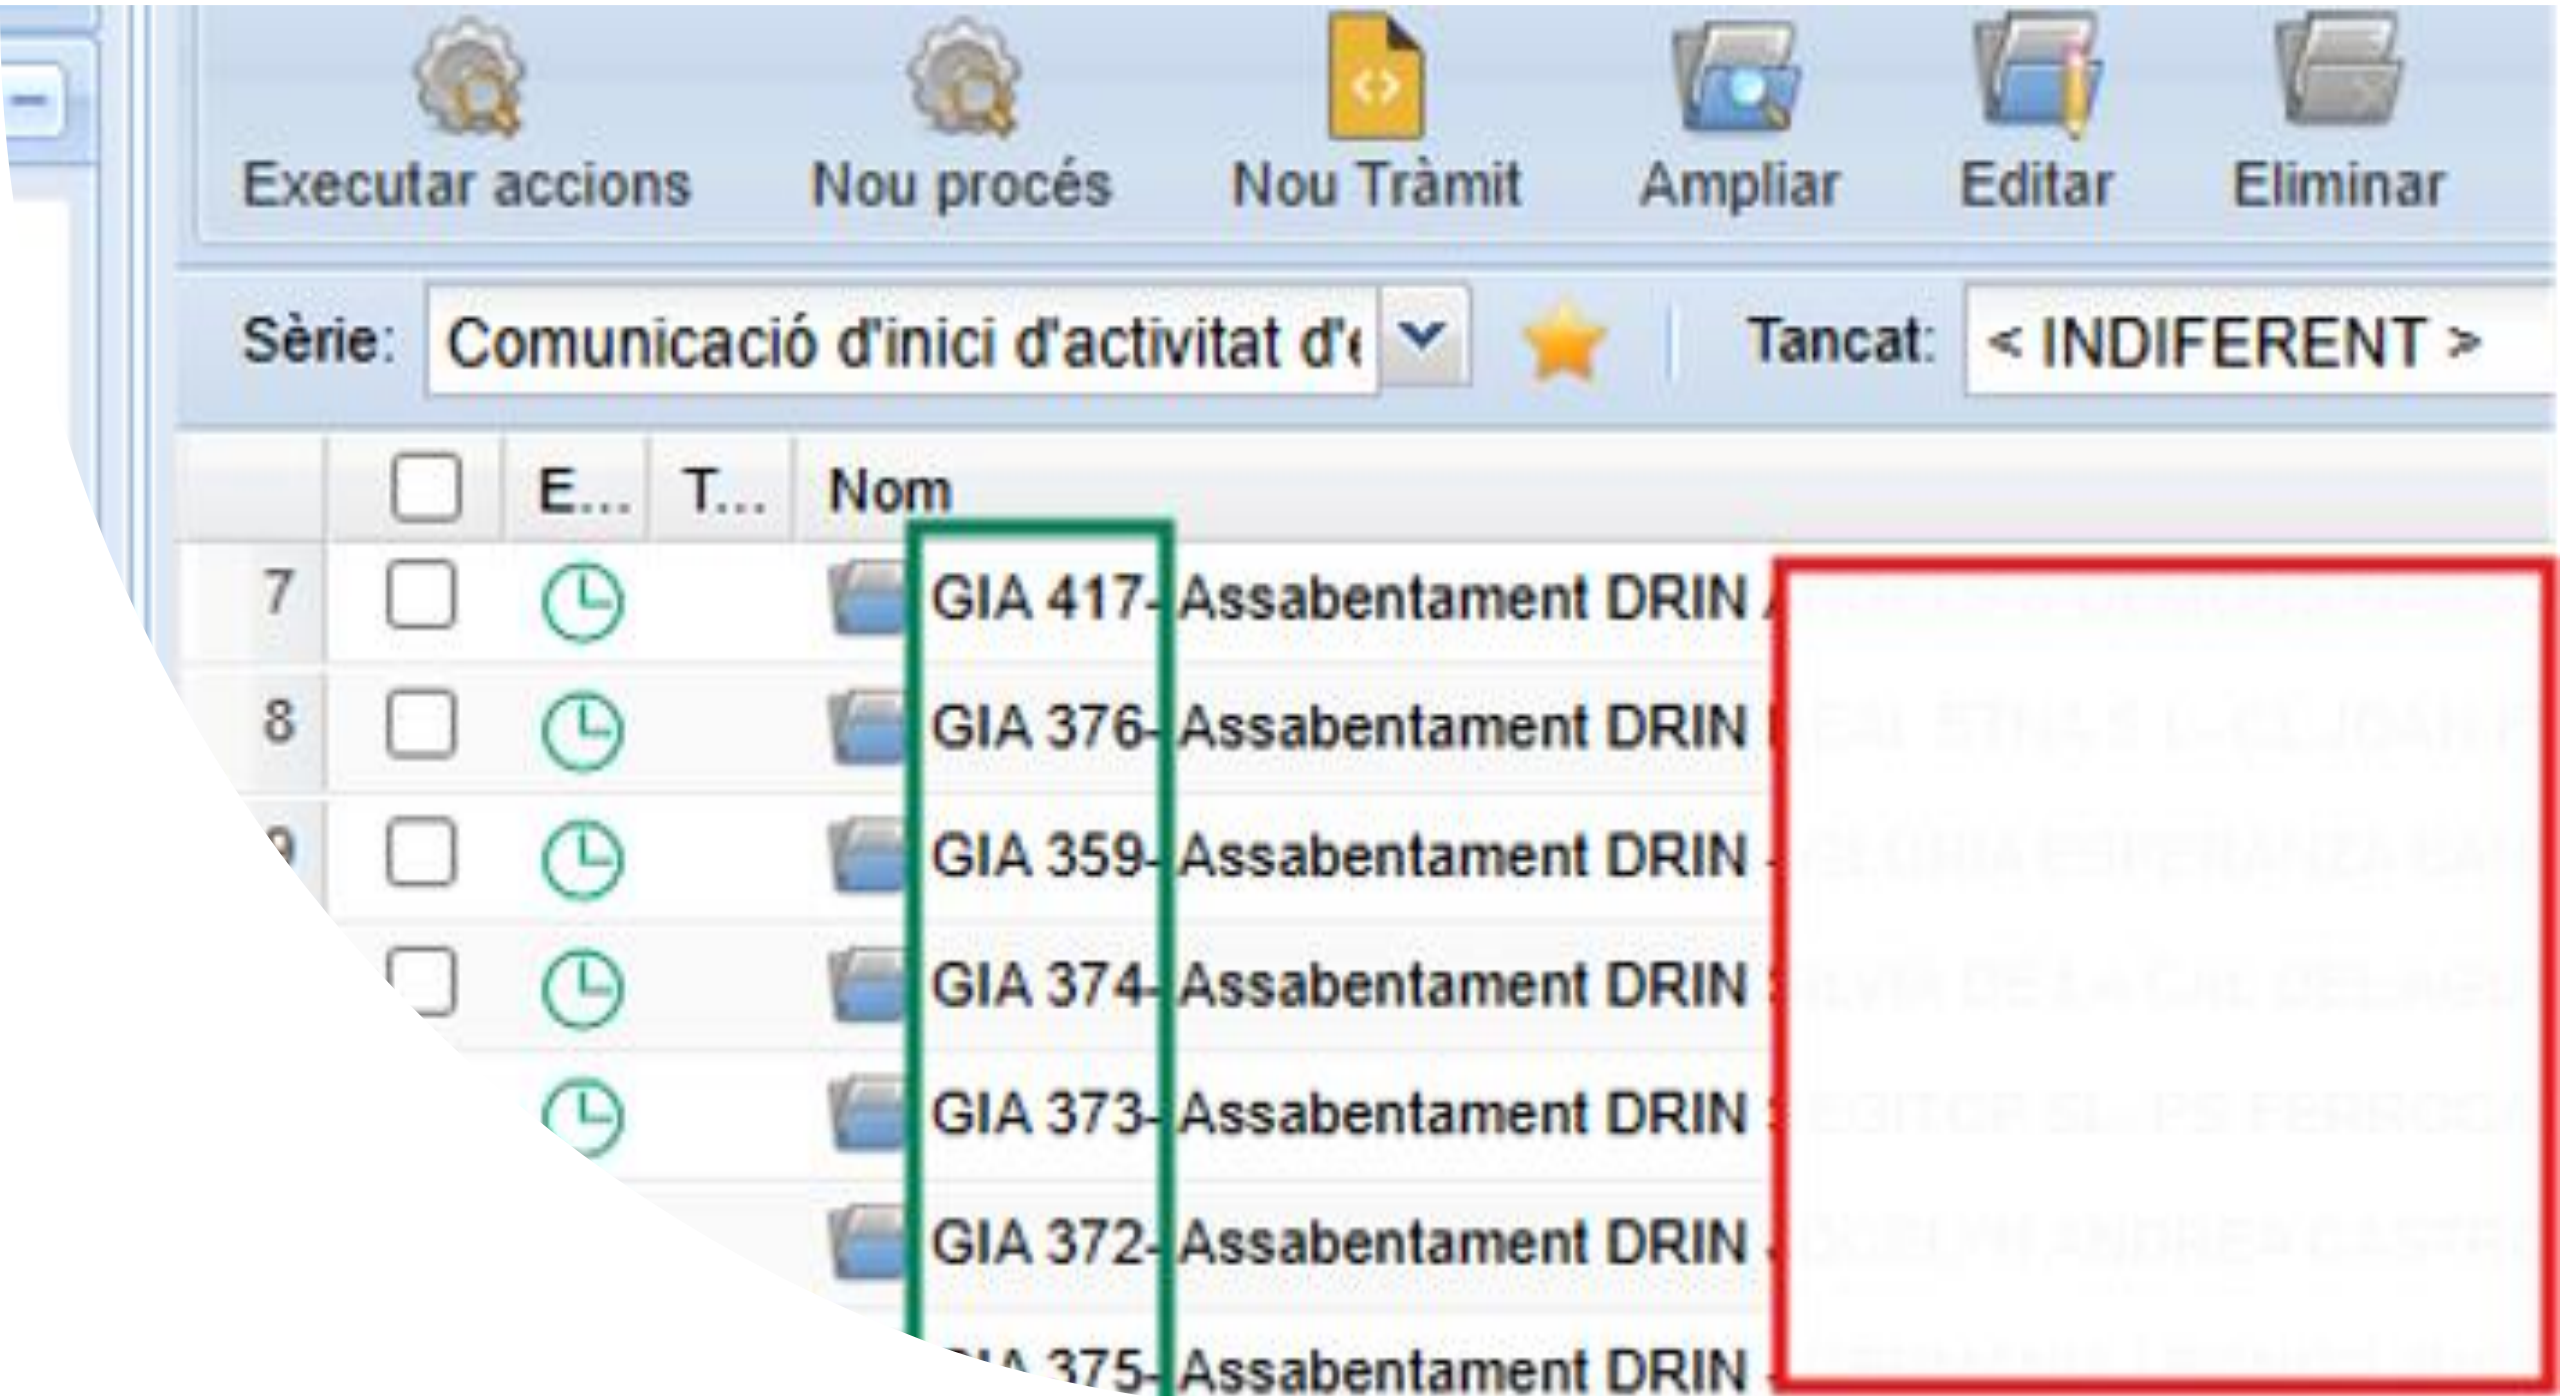 Executar accions Nou procés Nou Tràmit Ampliar Editar Eliminar
Sèrie: Comunicació d'inici d'activitat d'e Tancat: < INDIFERENT >
E... T... Nom
7 GIA 417- Assabentament DRIN
8 GIA 376- Assabentament DRIN
9 GIA 359- Assabentament DRIN
GIA 374- Assabentament DRIN
GIA 373- Assabentament DRIN
GIA 372- Assabentament DRIN
GIA 375- Assabentament DRIN